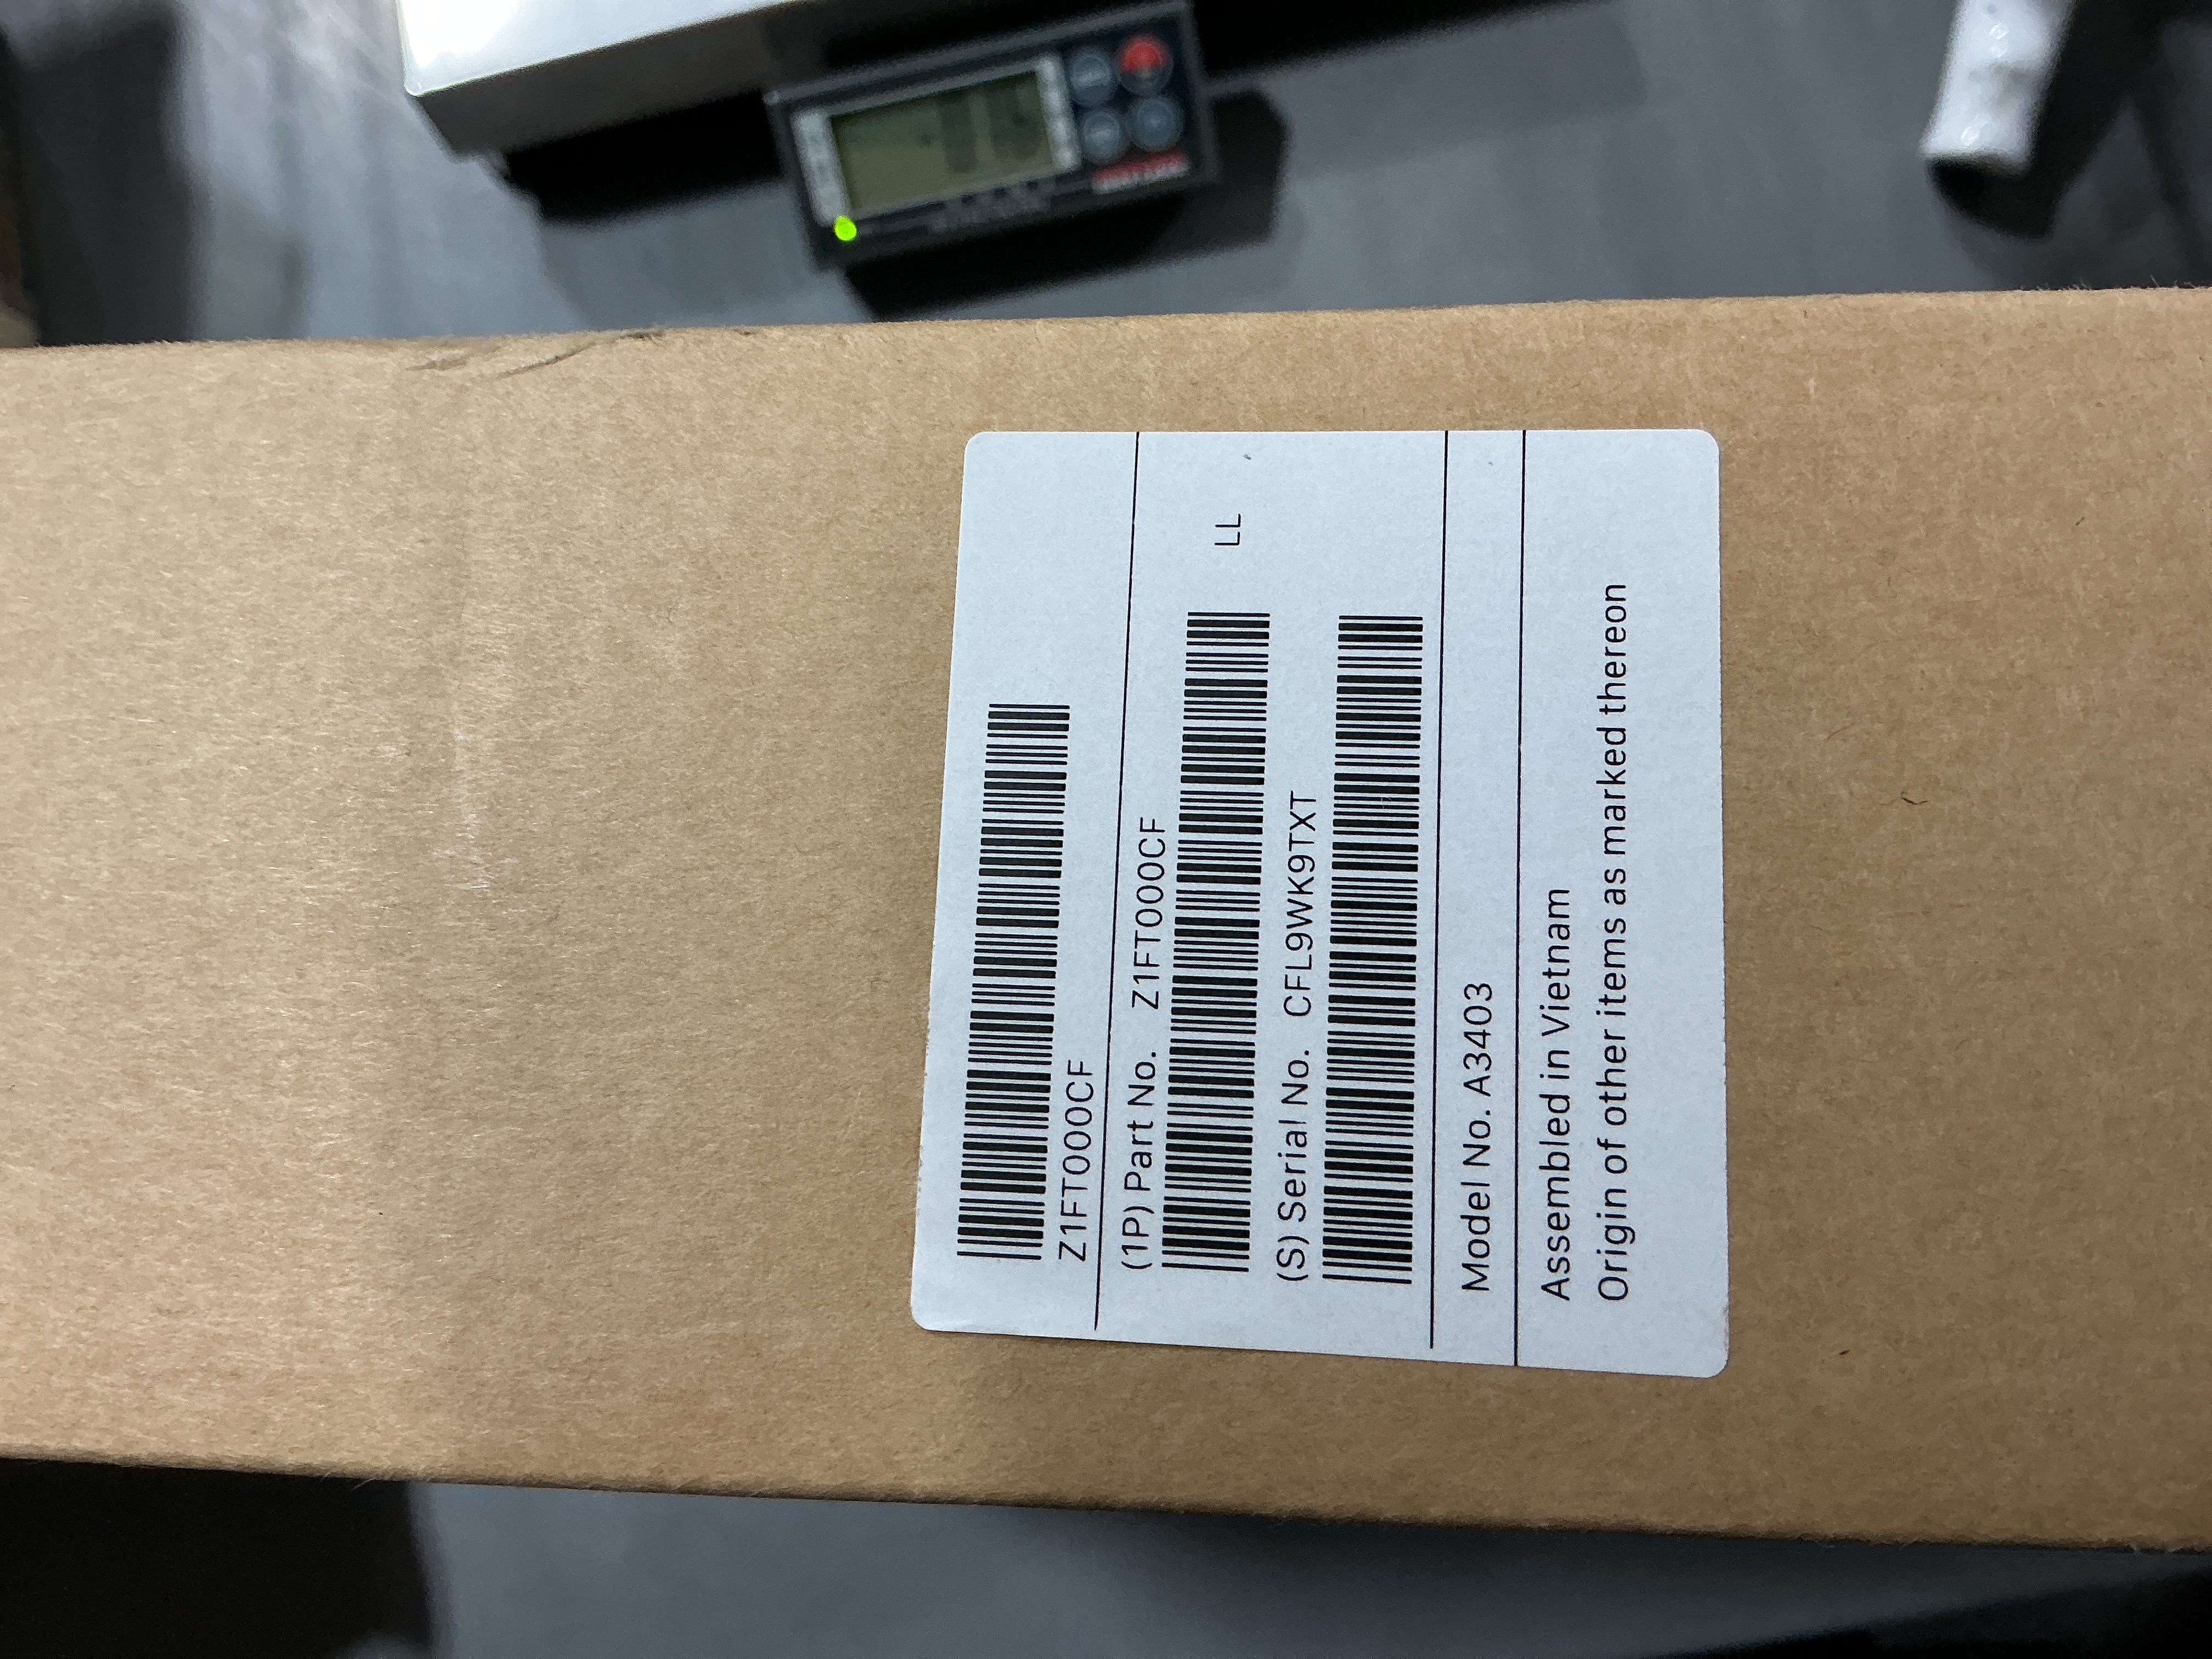 Z1FT000CF
(1P) Part No. Z1FT000CF
LL
(S) Serial No. CFL9WK9TXT
Model No. A3403
Assembled in Vietnam
Origin of other items as marked thereon